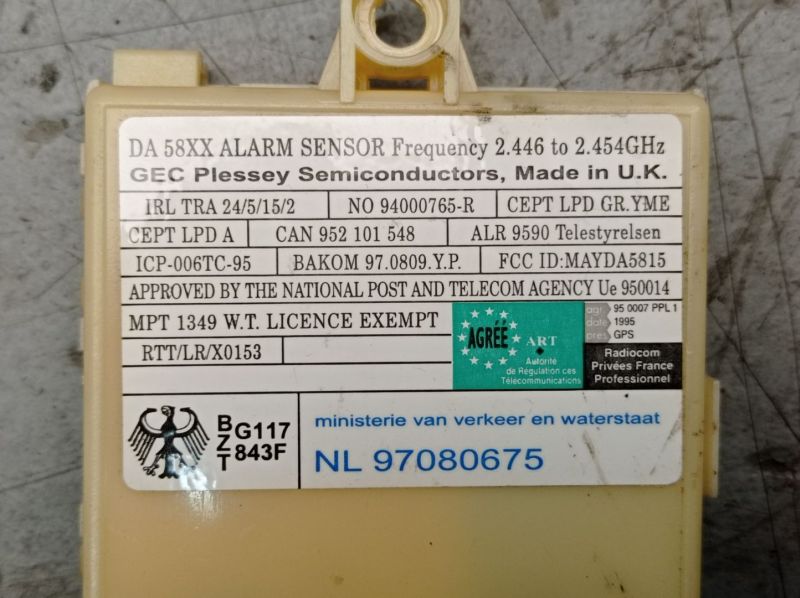 DA 58XX ALARM SENSOR Frequency 2.446 to 2.454GHz
GEC Plessey Semiconductors, Made in U.K.
IRL TRA 24/5/15/2 NO 94000765-R CEPT LPD GR.YME
CEPT LPD A CAN 952 101 548 ALR 9590 Telestyrelsen
ICP-006TC-95 BAKOM 97.0809.Y.P. FCC ID:MAYDA5815
APPROVED BY THE NATIONAL POST AND TELECOM AGENCY Ue 950014
MPT 1349 W.T. LICENCE EXEMPT
RTT/LR/X0153
AGRÉÉ
ART
Autorité
de Régulation ces
Télécommunications
agr. 95 0007 PPL 1
date 1995
pres GPS
Radiocom
Privées France
Professionnel
BZT G117
843F
ministerie van verkeer en waterstaat
NL 97080675